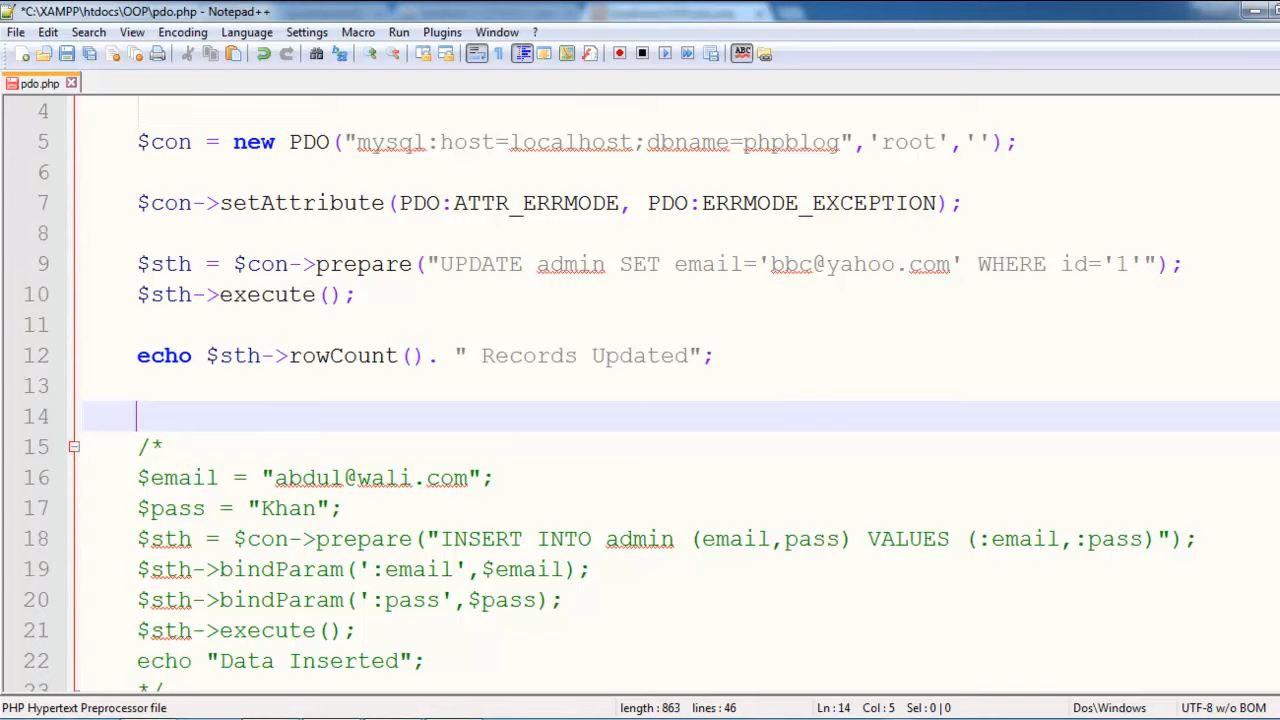 *C:\XAMPP\htdocs\OOP\pdo.php - Notepad++
File Edit Search View Encoding Language Settings Macro Run Plugins Window ?
pdo.php
4
5 $con = new PDO("mysql:host=localhost;dbname=phpblog",'root','');
6
7 $con->setAttribute(PDO:ATTR_ERRMODE, PDO:ERRMODE_EXCEPTION);
8
9 $sth = $con->prepare("UPDATE admin SET email='bbc@yahoo.com' WHERE id='1'");
10 $sth->execute();
11
12 echo $sth->rowCount(). " Records Updated";
13
14
15 /*
16 $email = "abdul@wali.com";
17 $pass = "Khan";
18 $sth = $con->prepare("INSERT INTO admin (email,pass) VALUES (:email,:pass)");
19 $sth->bindParam(':email',$email);
20 $sth->bindParam(':pass',$pass);
21 $sth->execute();
22 echo "Data Inserted";
23 */
PHP Hypertext Preprocessor file length : 863 lines : 46 Ln : 14 Col : 5 Sel : 0 | 0 Dos\Windows UTF-8 w/o BOM